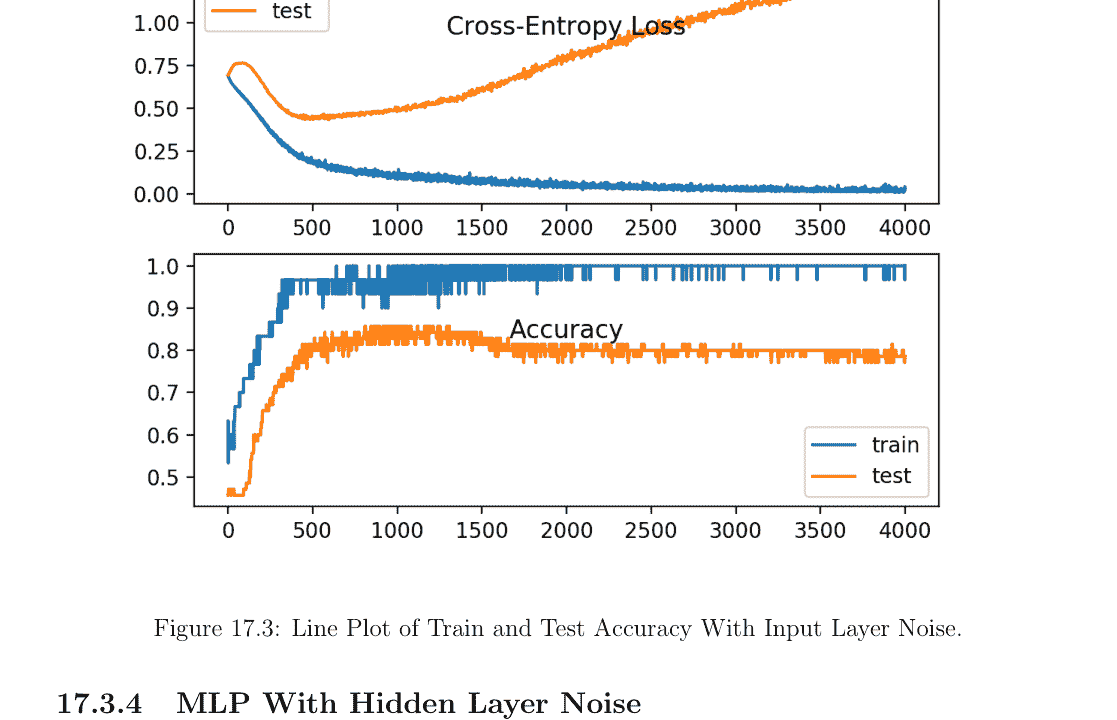 1.00
test
Cross-Entropy Loss
0.75
0.50
0.25
0.00
0 500 1000 1500 2000 2500 3000 3500 4000
1.0
0.9
Accuracy
0.8
0.7
0.6
train
0.5
test
0 500 1000 1500 2000 2500 3000 3500 4000
Figure 17.3: Line Plot of Train and Test Accuracy With Input Layer Noise.
17.3.4 MLP With Hidden Layer Noise